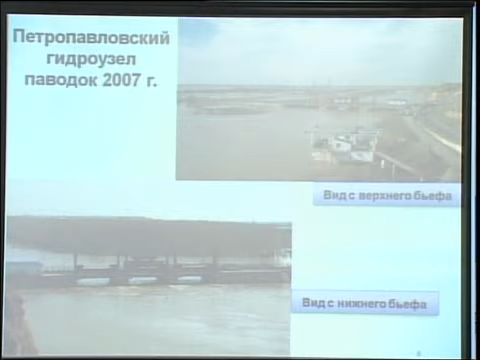 Петропавловский
гидроузел
паводок 2007 г.
Вид с верхнего бьефа
Вид с нижнего бьефа